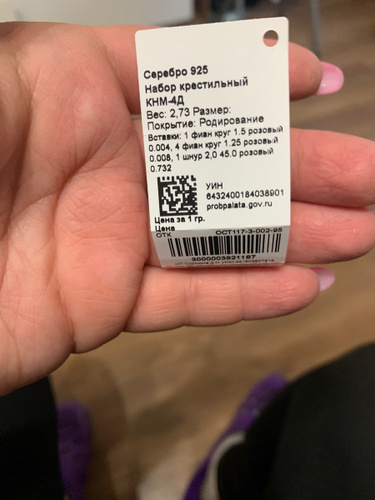 Серебро 925
Набор крестильный
КНМ-4Д
Вес: 2,73 Размер:
Покрытие: Родирование
Вставки: 1 фиан круг 1.5 розовый
0.004, 4 фиан круг 1.25 розовый
0.008, 1 шнур 2,0 45.0 розовый
0.732
УИН
6432400184038901
probpalata.gov.ru
Цена за 1 гр.
Цена
ОТК ОСТ117-3-002-95
3000003921187